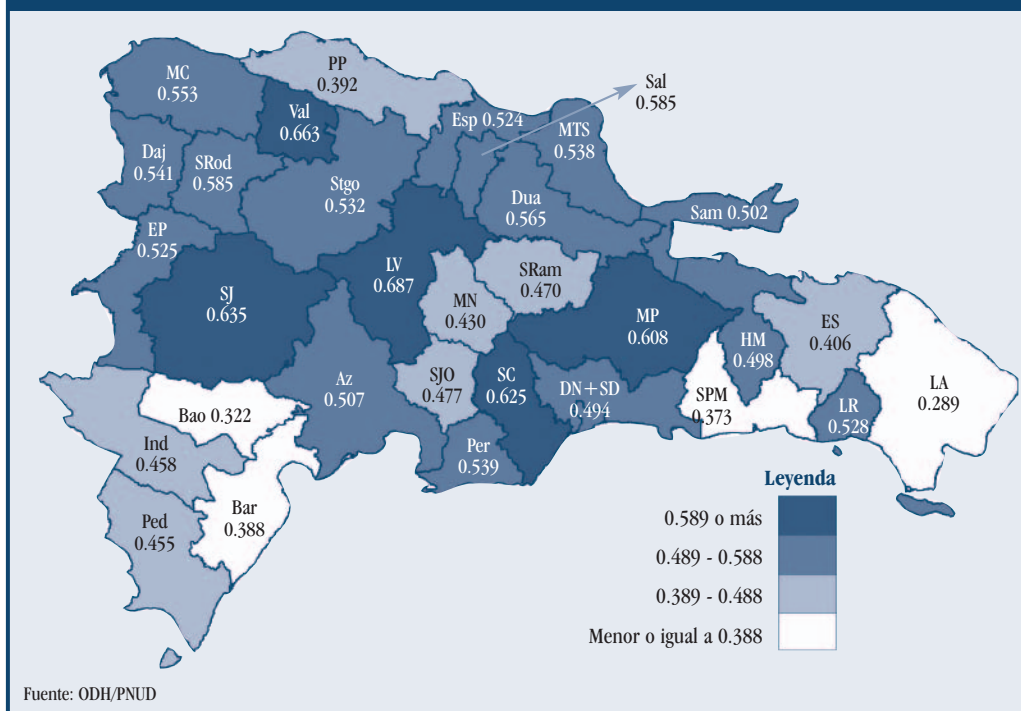 PP
0.392
MC
0.553
Sal
0.585
Val
0.663
Esp 0.524
MTS
0.538
Daj
0.541
SRod
0.585
Stgo
0.532
Dua
0.565
Sam 0.502
EP
0.525
LV
0.687
SRam
0.470
SJ
0.635
MN
0.430
MP
0.608
ES
0.406
HM
0.498
Az
0.507
SJO
0.477
SC
0.625
DN+SD
0.494
SPM
0.373
LA
0.289
LR
0.528
Bao 0.322
Ind
0.458
Per
0.539
Bar
0.388
Ped
0.455
Leyenda
0.589 o más
0.489 - 0.588
0.389 - 0.488
Menor o igual a 0.388
Fuente: ODH/PNUD